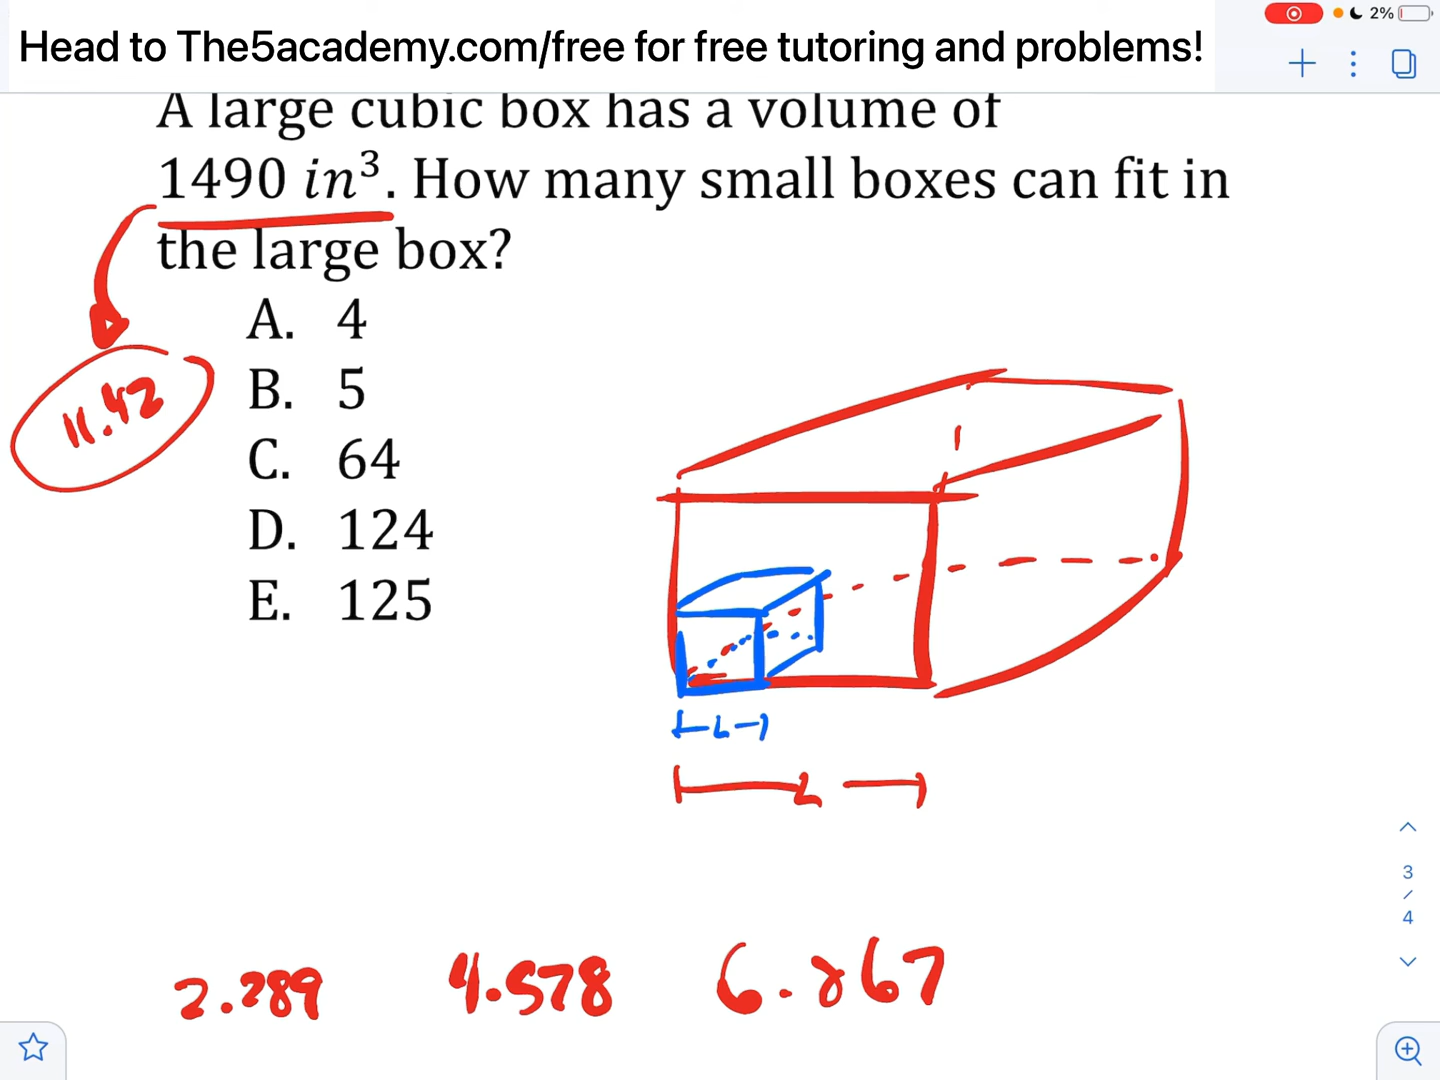 2%
Head to The5academy.com/free for free tutoring and problems!
A large cubic box has a volume of
1490 in³. How many small boxes can fit in
the large box?
A. 4
B. 5
C. 64
D. 124
E. 125
11.42
L
L
3
/
4
2.289 4.578 6.867